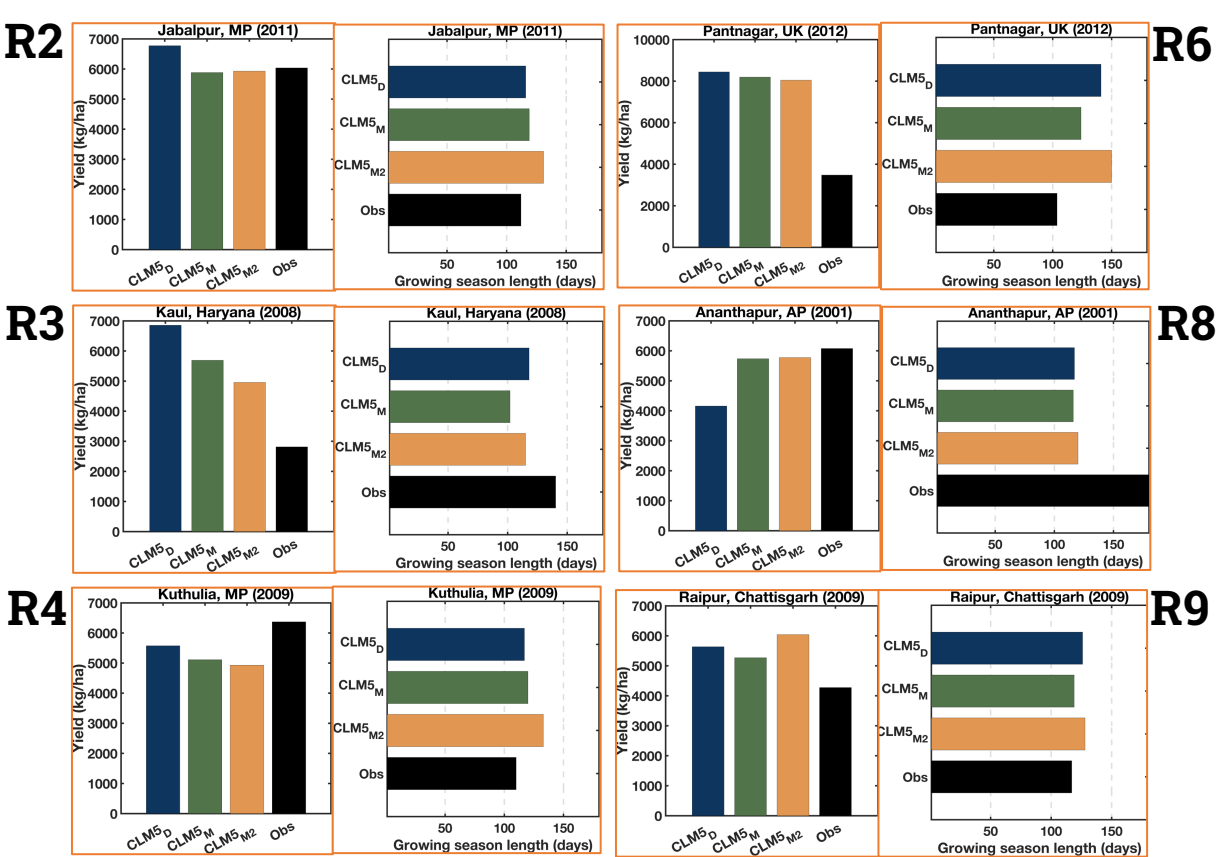 R2
Jabalpur, MP (2011)
7000
6000
5000
4000
3000
2000
1000
0
Yield (kg/ha)
CLM5D CLM5M CLM5M2 Obs
Jabalpur, MP (2011)
CLM5D
CLM5M
CLM5M2
Obs
50 100 150
Growing season length (days)
Pantnagar, UK (2012)
10000
8000
6000
4000
2000
0
Yield (kg/ha)
CLM5D CLM5M CLM5M2 Obs
Pantnagar, UK (2012)
CLM5D
CLM5M
CLM5M2
Obs
50 100 150
Growing season length (days)
R6
R3
Kaul, Haryana (2008)
7000
6000
5000
4000
3000
2000
1000
0
Yield (kg/ha)
CLM5D CLM5M CLM5M2 Obs
Kaul, Haryana (2008)
CLM5D
CLM5M
CLM5M2
Obs
50 100 150
Growing season length (days)
Ananthapur, AP (2001)
7000
6000
5000
4000
3000
2000
1000
0
Yield (kg/ha)
CLM5D CLM5M CLM5M2 Obs
Ananthapur, AP (2001)
CLM5D
CLM5M
CLM5M2
Obs
50 100 150
Growing season length (days)
R8
R4
Kuthulia, MP (2009)
7000
6000
5000
4000
3000
2000
1000
0
Yield (kg/ha)
CLM5D CLM5M CLM5M2 Obs
Kuthulia, MP (2009)
CLM5D
CLM5M
CLM5M2
Obs
50 100 150
Growing season length (days)
Raipur, Chattisgarh (2009)
7000
6000
5000
4000
3000
2000
1000
0
Yield (kg/ha)
CLM5D CLM5M CLM5M2 Obs
Raipur, Chattisgarh (2009)
CLM5D
CLM5M
CLM5M2
Obs
50 100 150
Growing season length (days)
R9